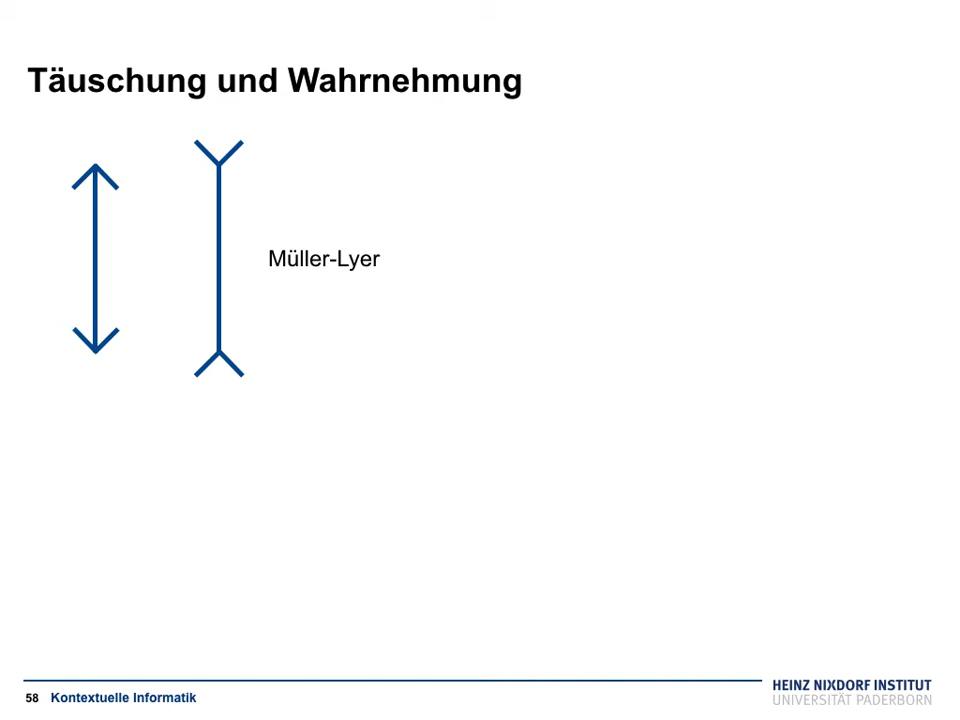 Täuschung und Wahrnehmung
Müller-Lyer
58 Kontextuelle Informatik
HEINZ NIXDORF INSTITUT
UNIVERSITÄT PADERBORN